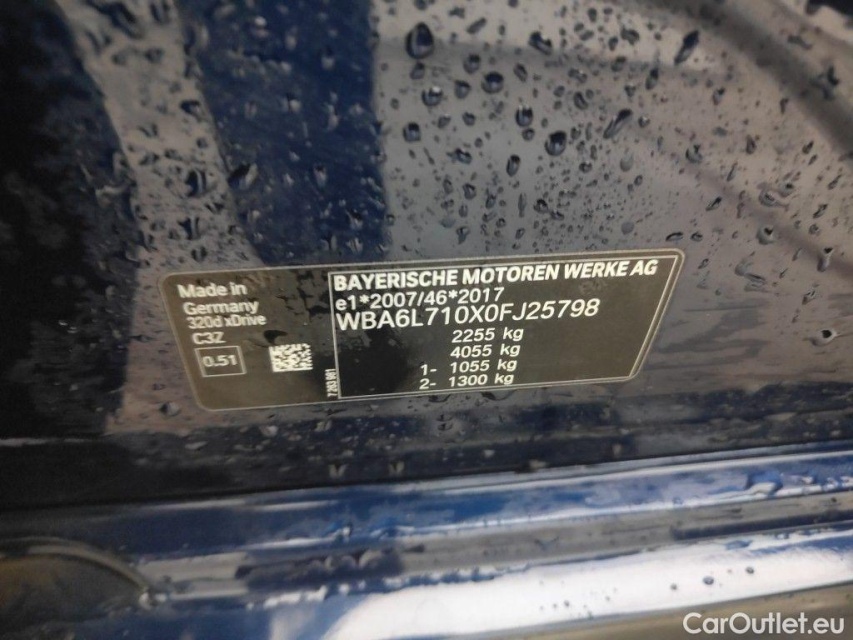 Made in
Germany
320d xDrive
C3Z
0.51
BAYERISCHE MOTOREN WERKE AG
e1*2007/46*2017
WBA6L710X0FJ25798
2255 kg
4055 kg
1- 1055 kg
2- 1300 kg
CarOutlet.eu